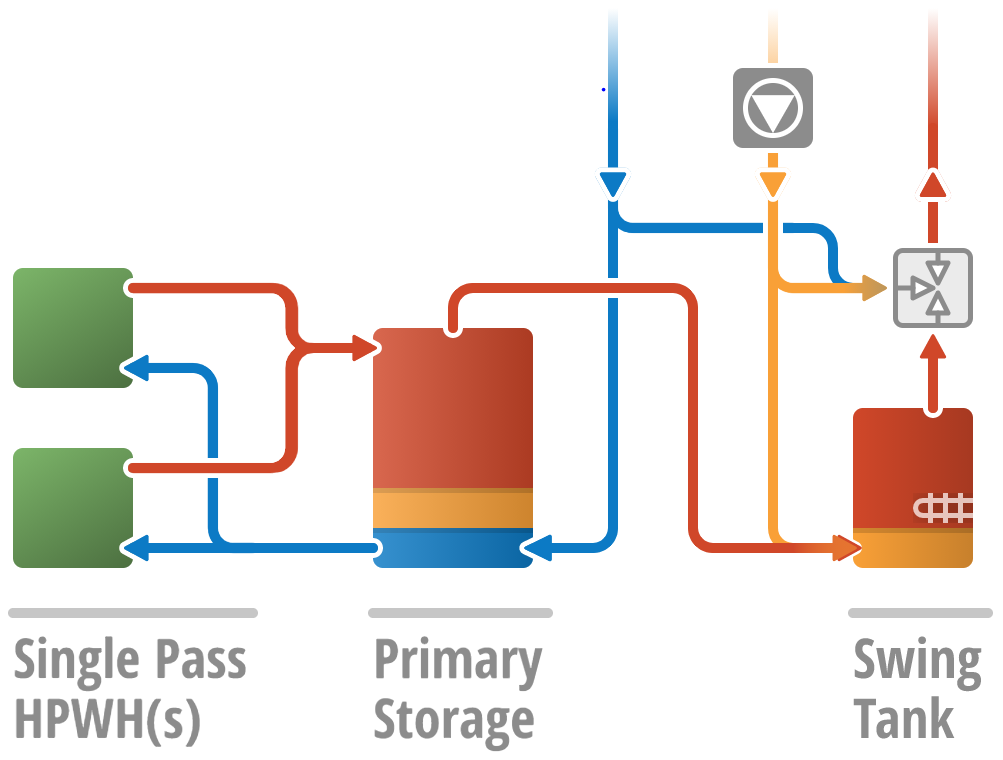 Single Pass
HPWH(s)
Primary
Storage
Swing
Tank